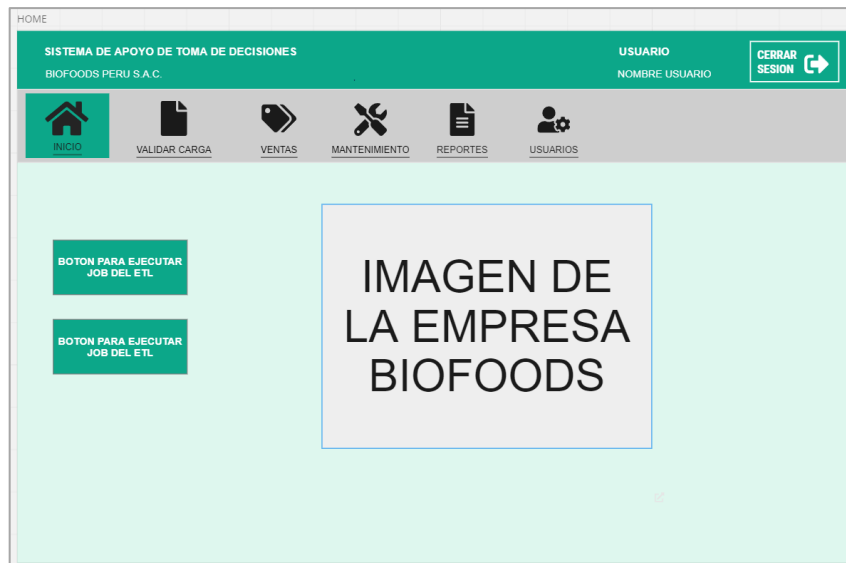 HOME
SISTEMA DE APOYO DE TOMA DE DECISIONES
BIOFOODS PERU S.A.C.
USUARIO
NOMBRE USUARIO
CERRAR
SESION
INICIO
VALIDAR CARGA
VENTAS
MANTENIMIENTO
REPORTES
USUARIOS
BOTON PARA EJECUTAR
JOB DEL ETL
BOTON PARA EJECUTAR
JOB DEL ETL
IMAGEN DE
LA EMPRESA
BIOFOODS